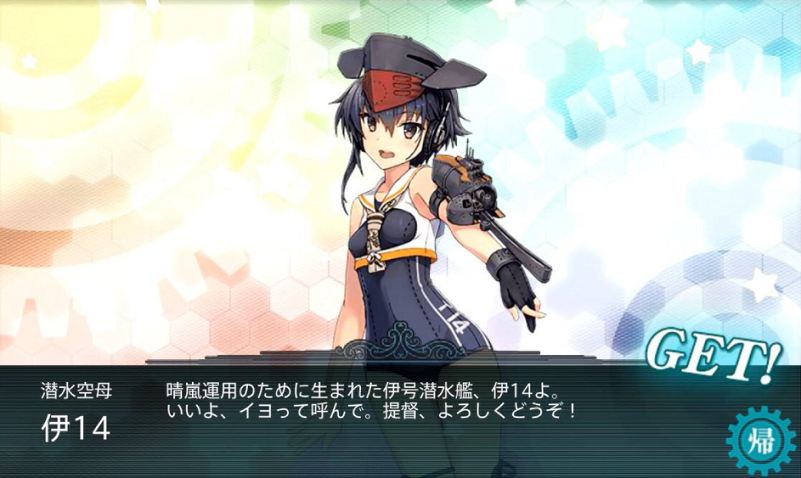 GET!
I14
潜水空母
伊14
晴嵐運用のために生まれた伊号潜水艦、伊14よ。
いいよ、イヨって呼んで。提督、よろしくどうぞ!
帰